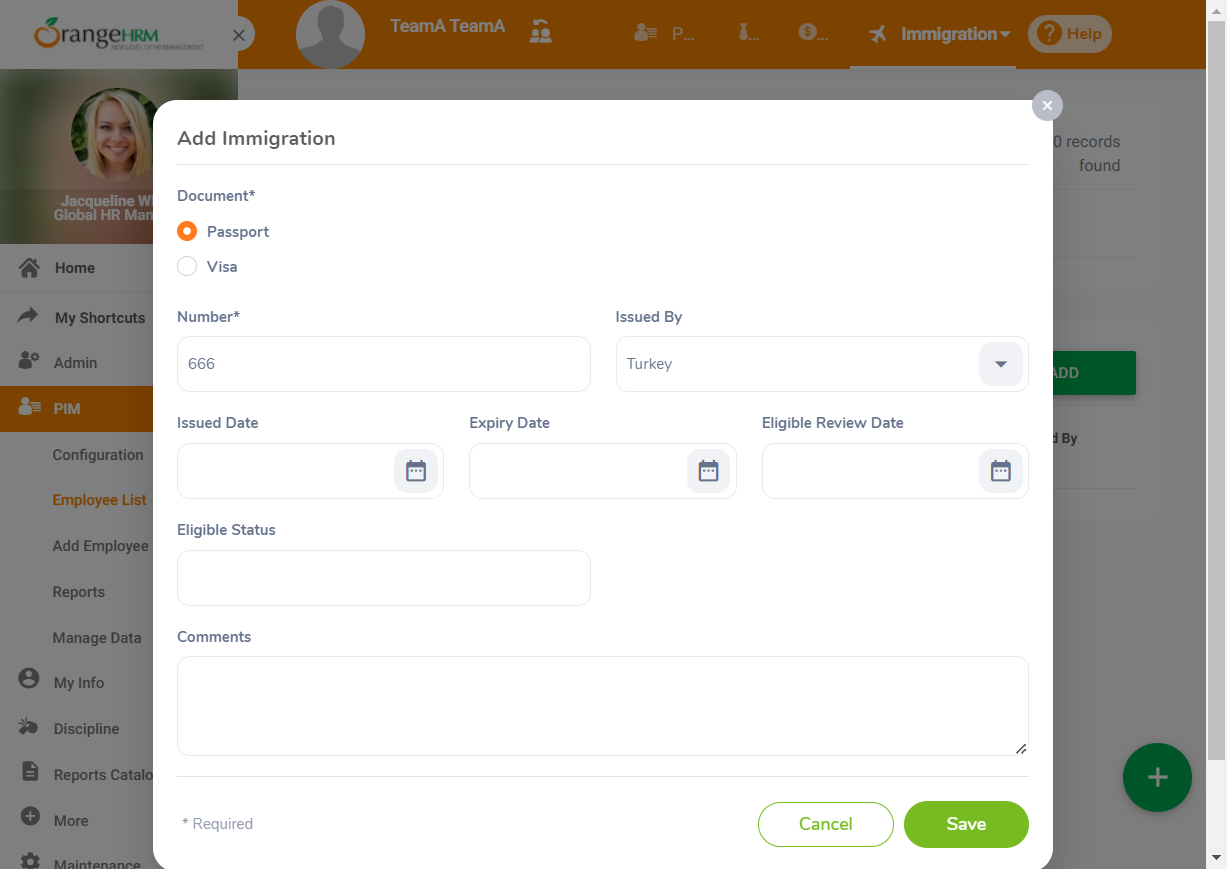 OrangeHRM
NEW LEVEL OF HR MANAGEMENT
TeamA TeamA
P...
...
$...
Immigration
? Help
Jacqueline W
Global HR Man
Home
My Shortcuts
Admin
PIM
Configuration
Employee List
Add Employee
Reports
Manage Data
My Info
Discipline
Reports Catalo
More
Maintenance
0 records
found
ADD
d By
Add Immigration
Document*
Passport
Visa
Number*
Issued By
666
Turkey
Issued Date
Expiry Date
Eligible Review Date
Eligible Status
Comments
* Required
Cancel
Save